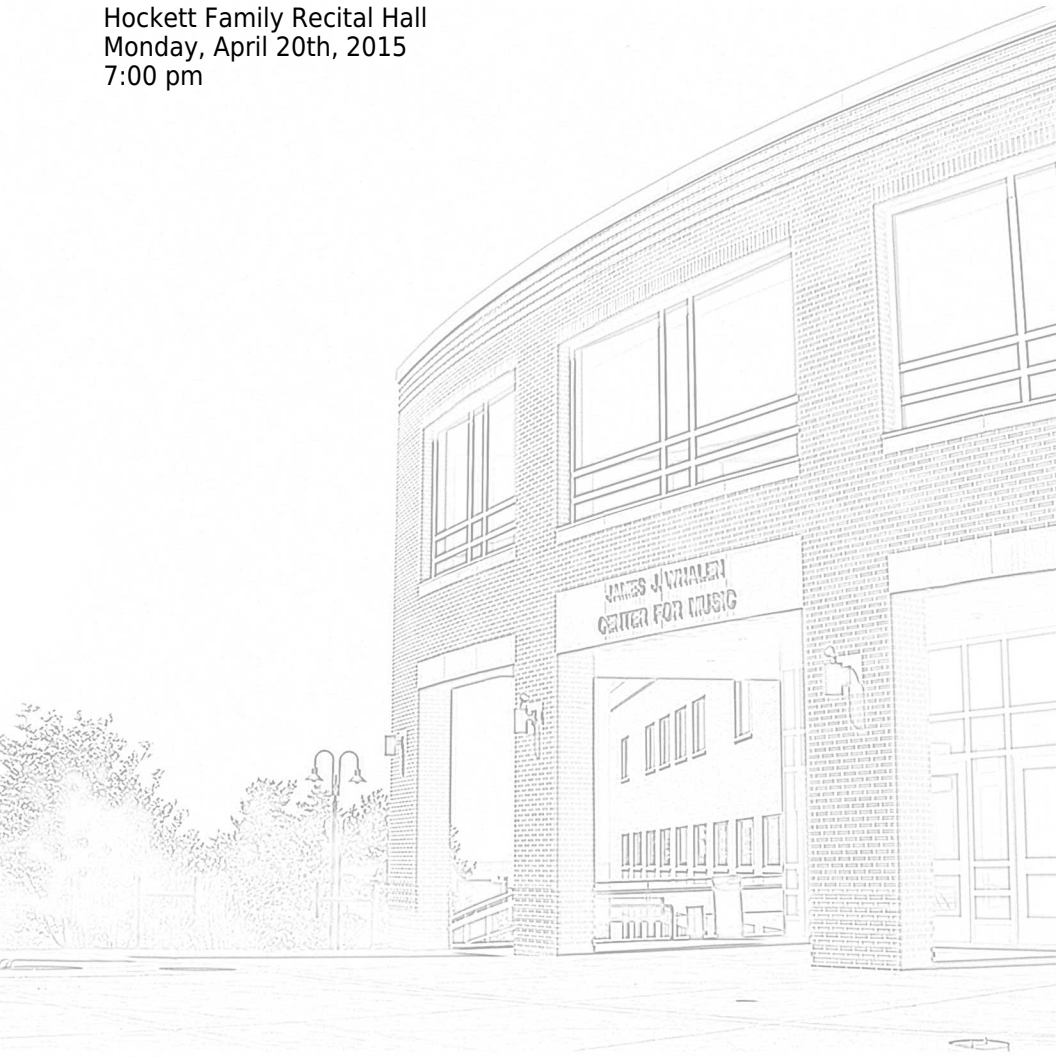 Hockett Family Recital Hall
Monday, April 20th, 2015
7:00 pm
JAMES J. WHALEN
CENTER FOR MUSIC